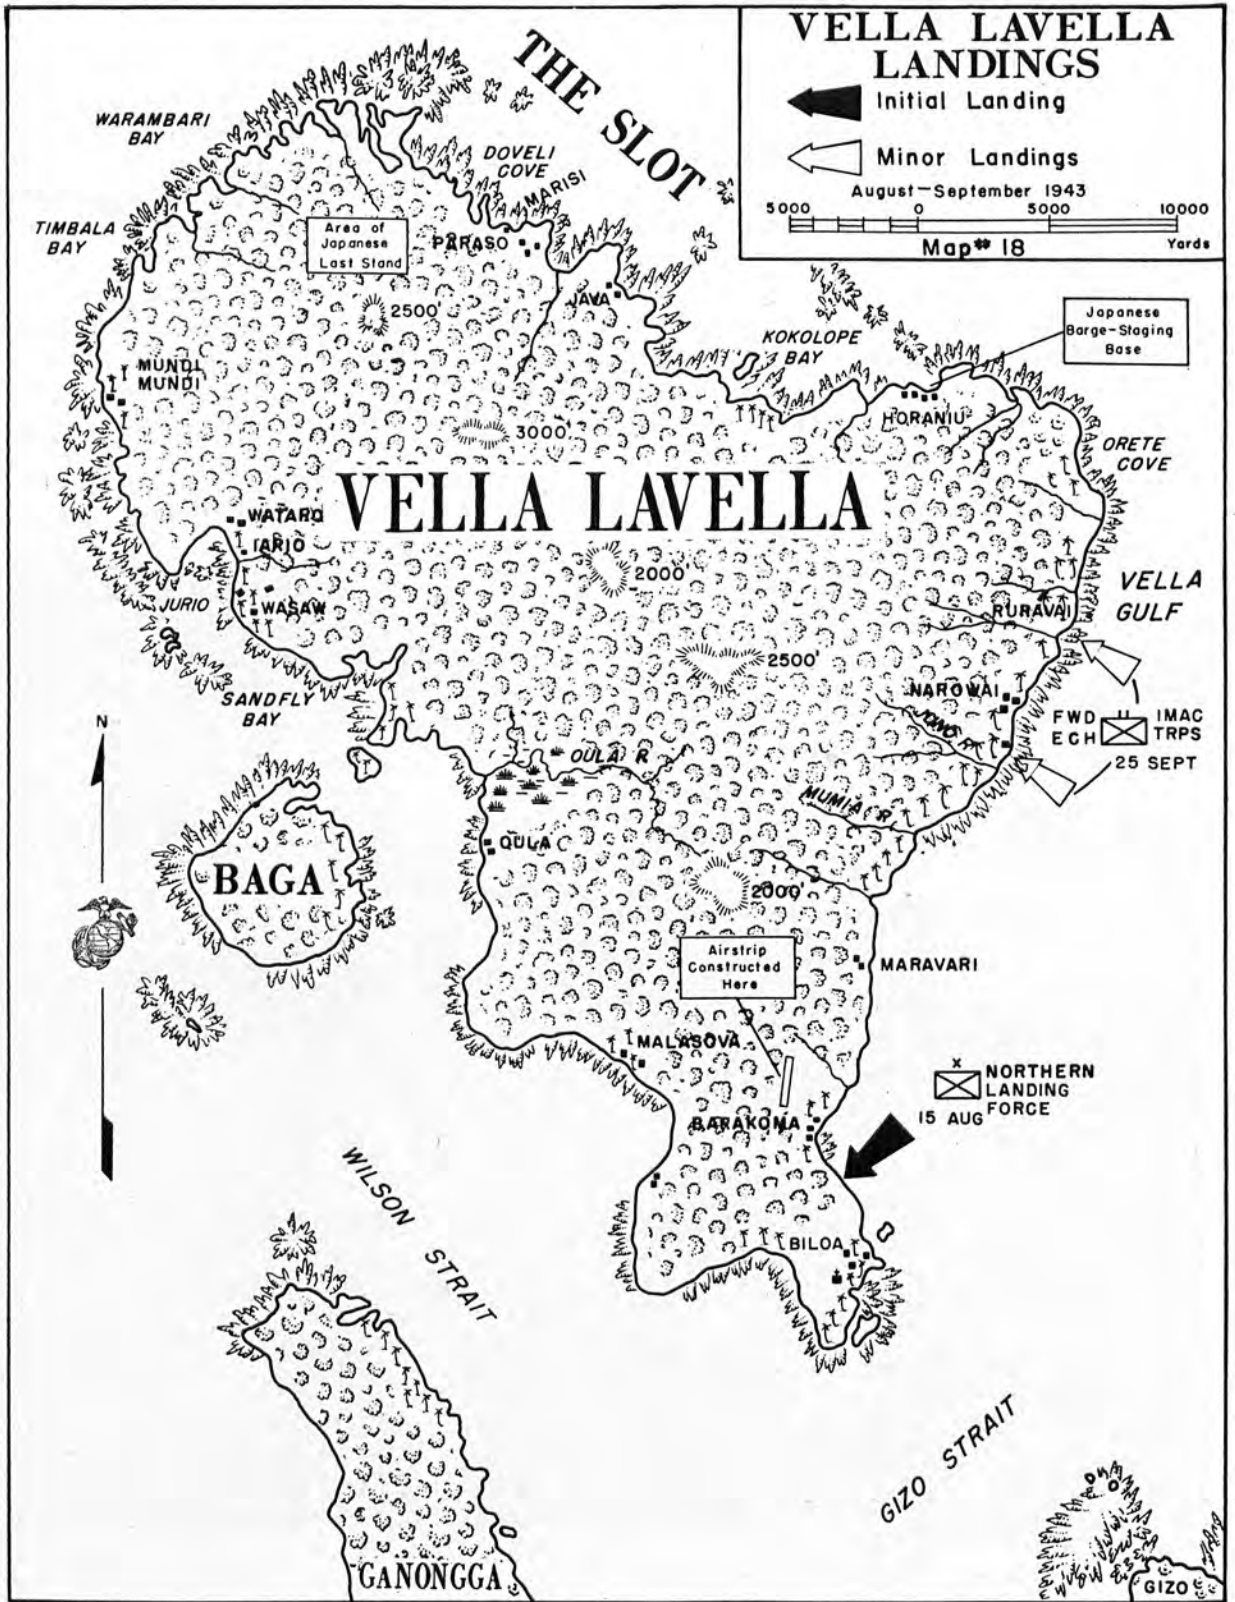 VELLA LAVELLA
LANDINGS
Initial Landing
Minor Landings
August-September 1943
5000 0 5000 10000
Map# 18 Yards
THE SLOT
WARAMBARI
BAY
DOVELI
COVE
MARISI
TIMBALA
BAY
Area of
Japanese
Last Stand
PARASO
JAVA
2500'
KOKOLOPE
BAY
Japanese
Barge-Staging
Base
MUNDI
MUNDI
HORANIU
3000'
ORETE
COVE
VELLA LAVELLA
WATARO
IARIO
2000'
JURIO
WASAW
RURAVAI
VELLA
GULF
2500'
SANDFLY
BAY
NAROWAI
FWD
ECH
IMAC
TRPS
25 SEPT
N
OULA R
MUMIA R
OULA
BAGA
2000'
Airstrip
Constructed
Here
MARAVARI
MALASOVA
X
NORTHERN
LANDING
FORCE
15 AUG
BARAKOMA
WILSON STRAIT
BILOA
GIZO STRAIT
GANONGGA
GIZO